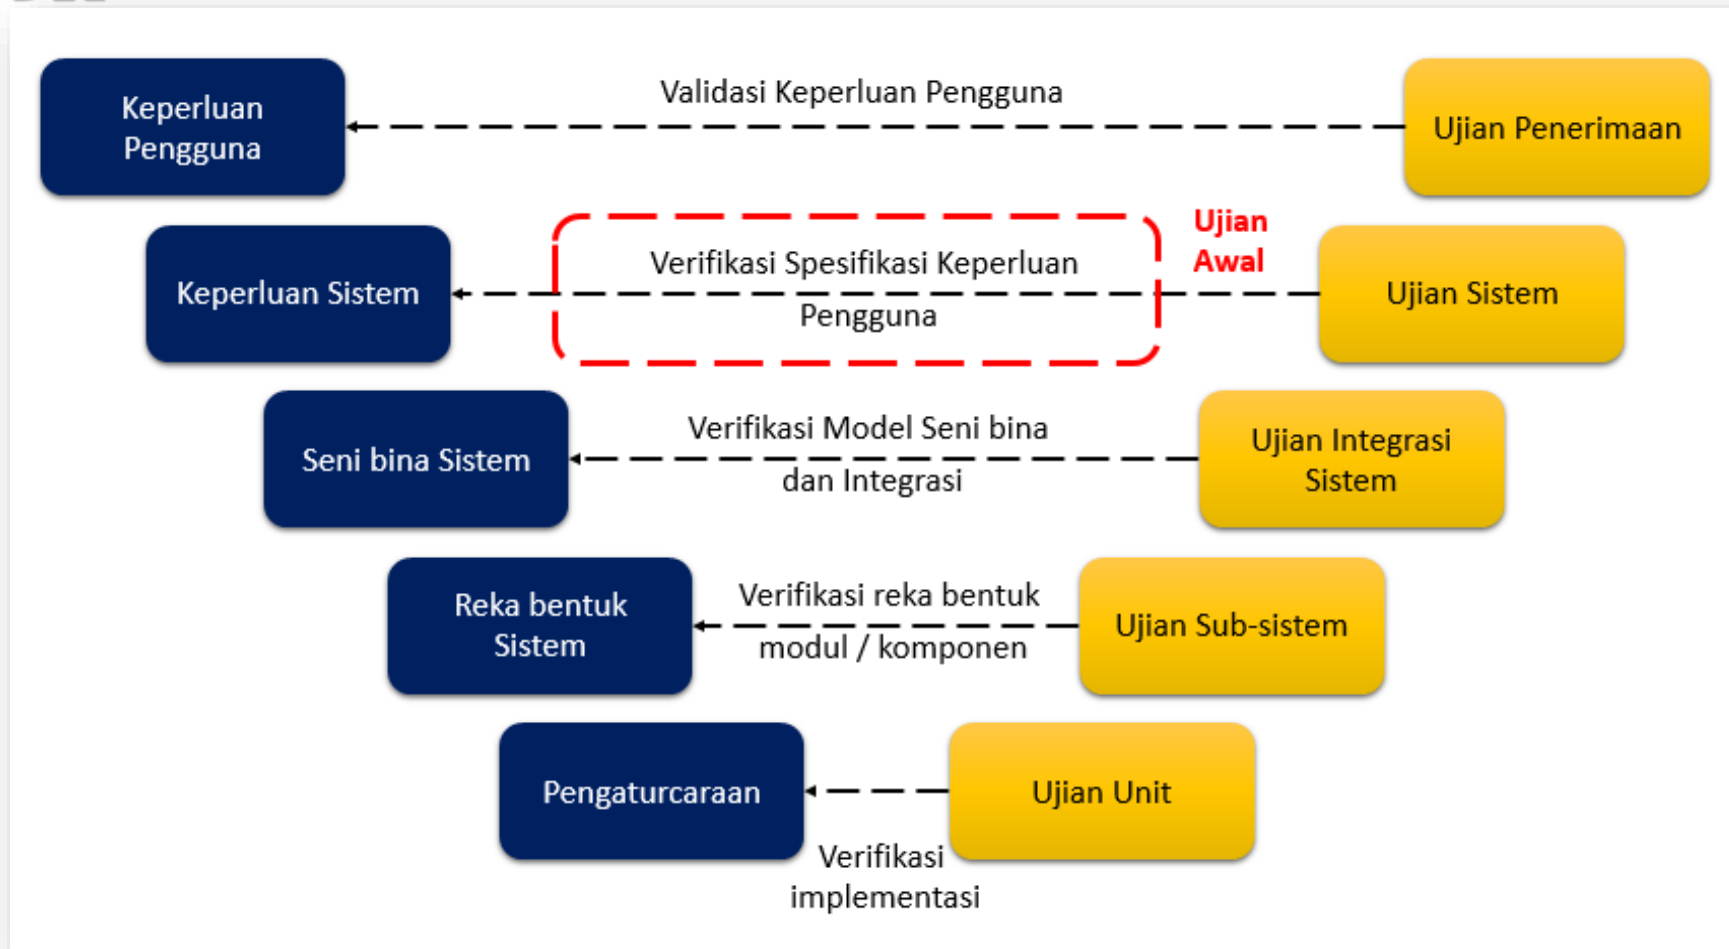 Keperluan
Pengguna
Validasi Keperluan Pengguna
Ujian Penerimaan
Keperluan Sistem
Verifikasi Spesifikasi Keperluan
Pengguna
Ujian
Awal
Ujian Sistem
Seni bina Sistem
Verifikasi Model Seni bina
dan Integrasi
Ujian Integrasi
Sistem
Reka bentuk
Sistem
Verifikasi reka bentuk
modul / komponen
Ujian Sub-sistem
Pengaturcaraan
Verifikasi
implementasi
Ujian Unit